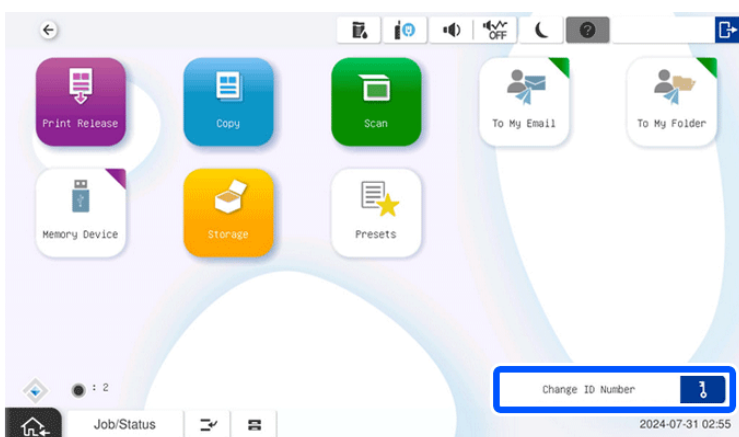 OFF
?
Print Release
Copy
Scan
To My Email
To My Folder
Memory Device
Storage
Presets
: 2
Change ID Number
Job/Status
2024-07-31 02:55